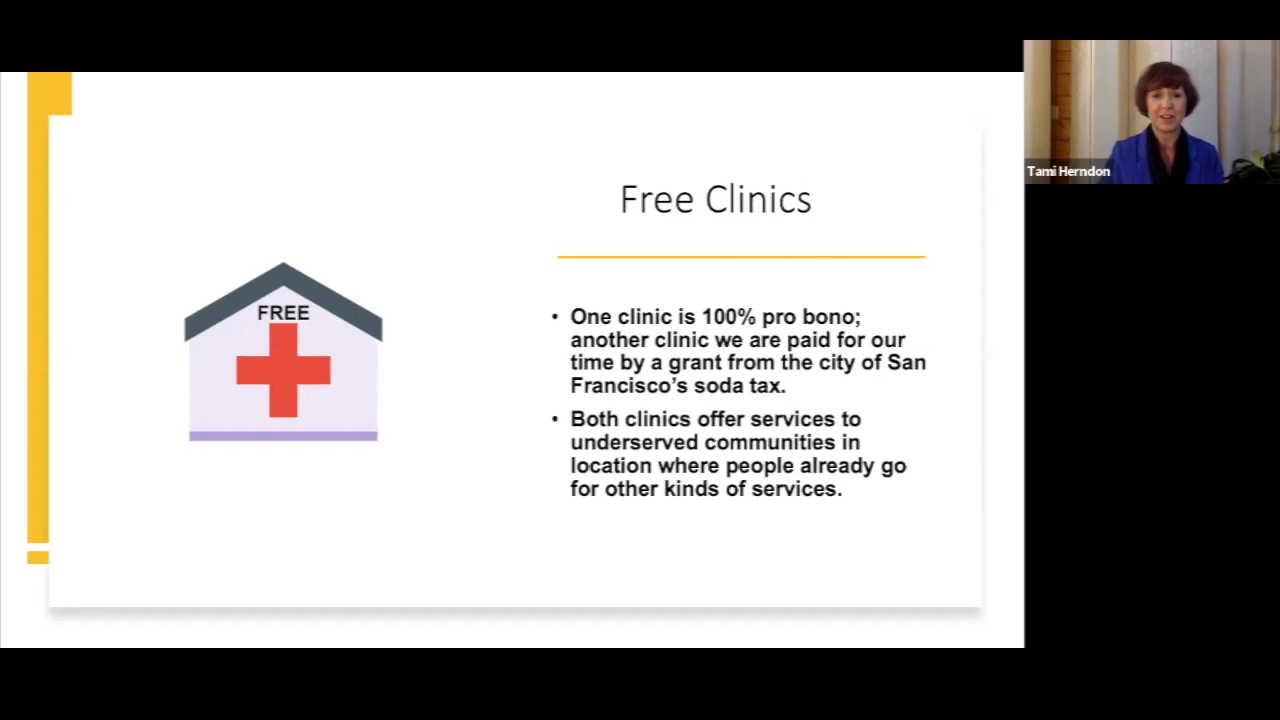 Tami Herndon
Free Clinics
FREE
• One clinic is 100% pro bono;
another clinic we are paid for our
time by a grant from the city of San
Francisco’s soda tax.
• Both clinics offer services to
underserved communities in
location where people already go
for other kinds of services.